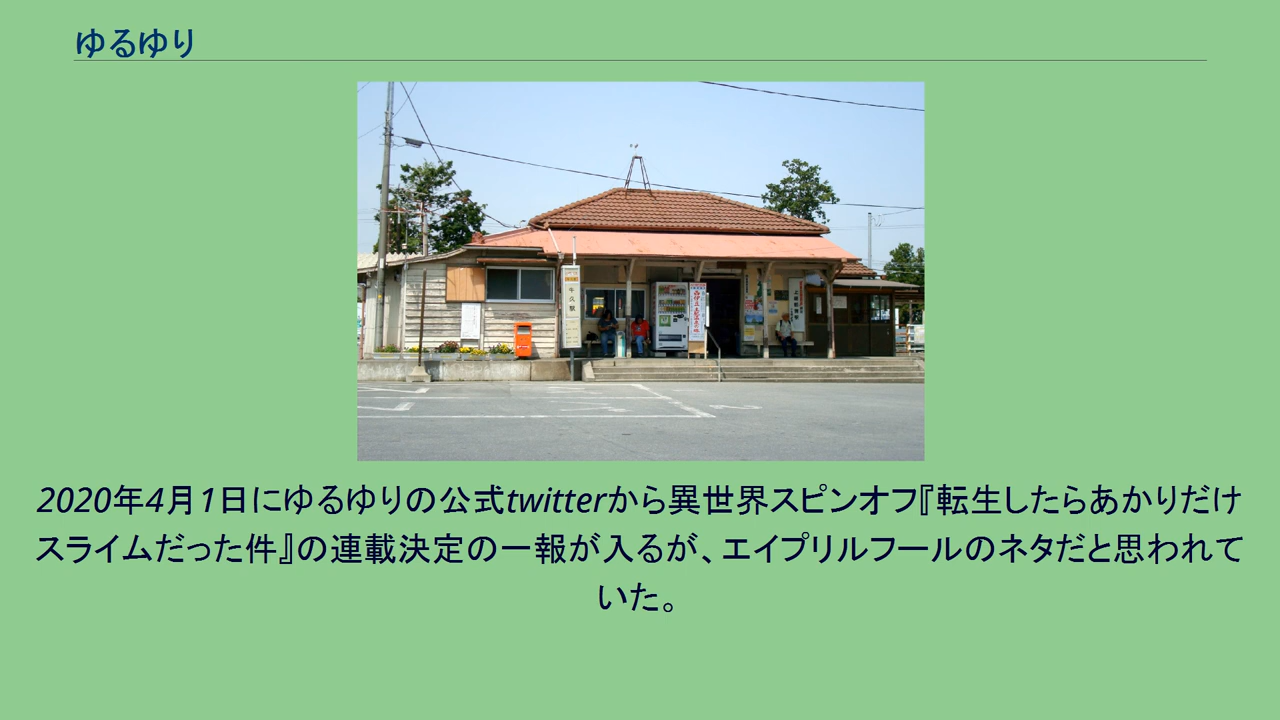 ゆるゆり
牛久駅
2020年4月1日にゆるゆりの公式twitterから異世界スピンオフ『転生したらあかりだけ
スライムだった件』の連載決定の一報が入るが、エイプリルフールのネタだと思われて
いた。